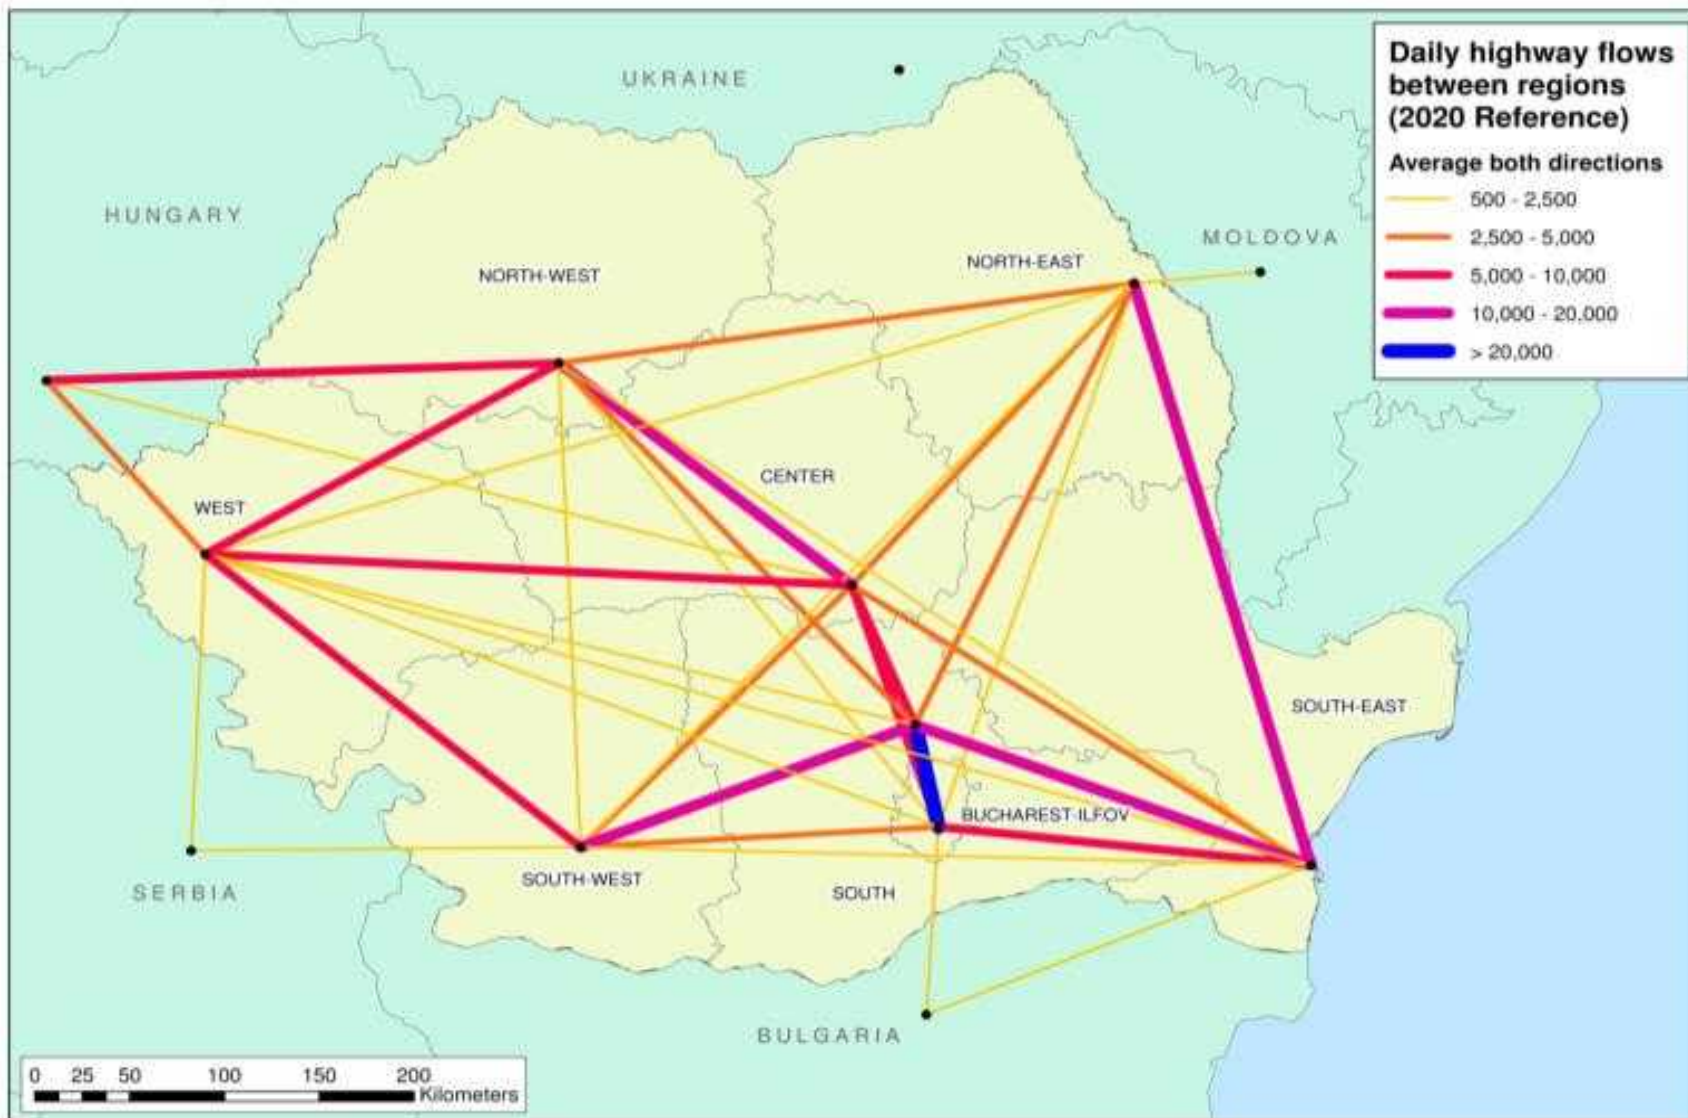 Daily highway flows
between regions
(2020 Reference)
Average both directions
500 - 2,500
2,500 - 5,000
5,000 - 10,000
10,000 - 20,000
> 20,000
UKRAINE
HUNGARY
MOLDOVA
NORTH-EAST
NORTH-WEST
CENTER
WEST
SOUTH-EAST
BUCHAREST-ILFOV
SOUTH-WEST
SOUTH
SERBIA
BULGARIA
0 25 50 100 150 200
Kilometers